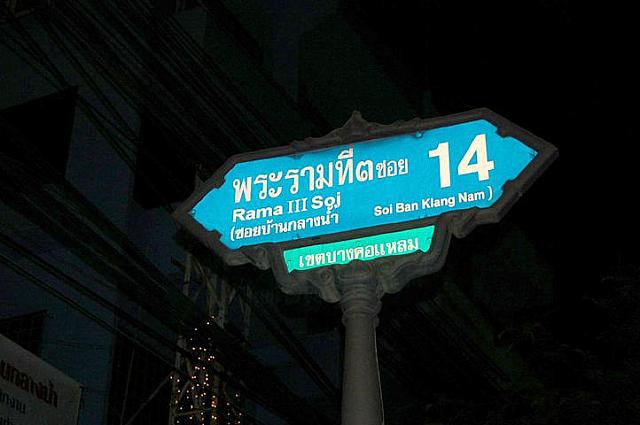 พระรามที่ ๓ ซอย 14
Rama III Soi
(ซอยบ้านกลางน้ำ Soi Ban Klang Nam)
เขตบางคอแหลม